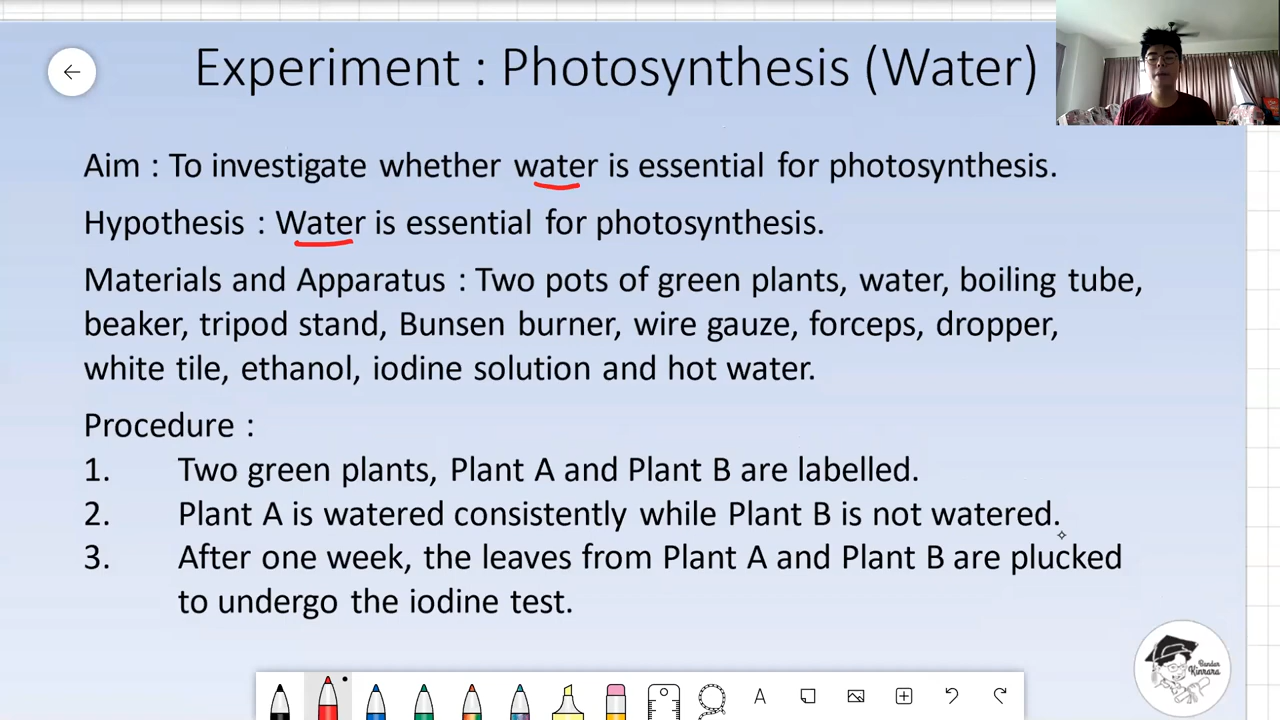 Experiment : Photosynthesis (Water)
Aim : To investigate whether water is essential for photosynthesis.
Hypothesis : Water is essential for photosynthesis.
Materials and Apparatus : Two pots of green plants, water, boiling tube,
beaker, tripod stand, Bunsen burner, wire gauze, forceps, dropper,
white tile, ethanol, iodine solution and hot water.
Procedure :
1. Two green plants, Plant A and Plant B are labelled.
2. Plant A is watered consistently while Plant B is not watered.
3. After one week, the leaves from Plant A and Plant B are plucked
to undergo the iodine test.
Bandar
Kinrara
A